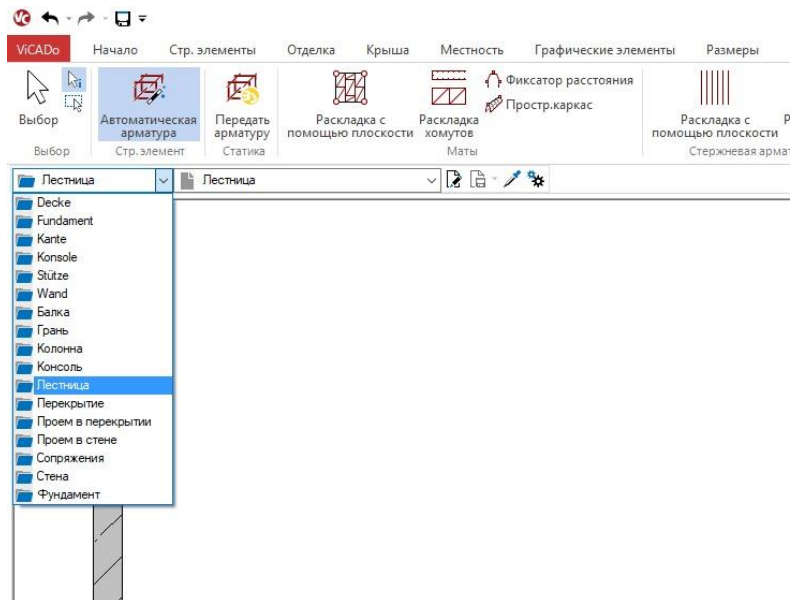 VC
ViCADo Начало Стр. элементы Отделка Крыша Местность Графические элементы Размеры
Выбор
Автоматическая
арматура
Передать
арматуру
Раскладка с
помощью плоскости
Раскладка
хомутов
Фиксатор расстояния
Простр.каркас
Раскладка с
помощью плоскости
Выбор Стр.элемент Статика Маты Стержневая армат
Лестница Лестница
Decke
Fundament
Kante
Konsole
Stütze
Wand
Балка
Грань
Колонна
Консоль
Лестница
Перекрытие
Проем в перекрытии
Проем в стене
Сопряжения
Стена
Фундамент